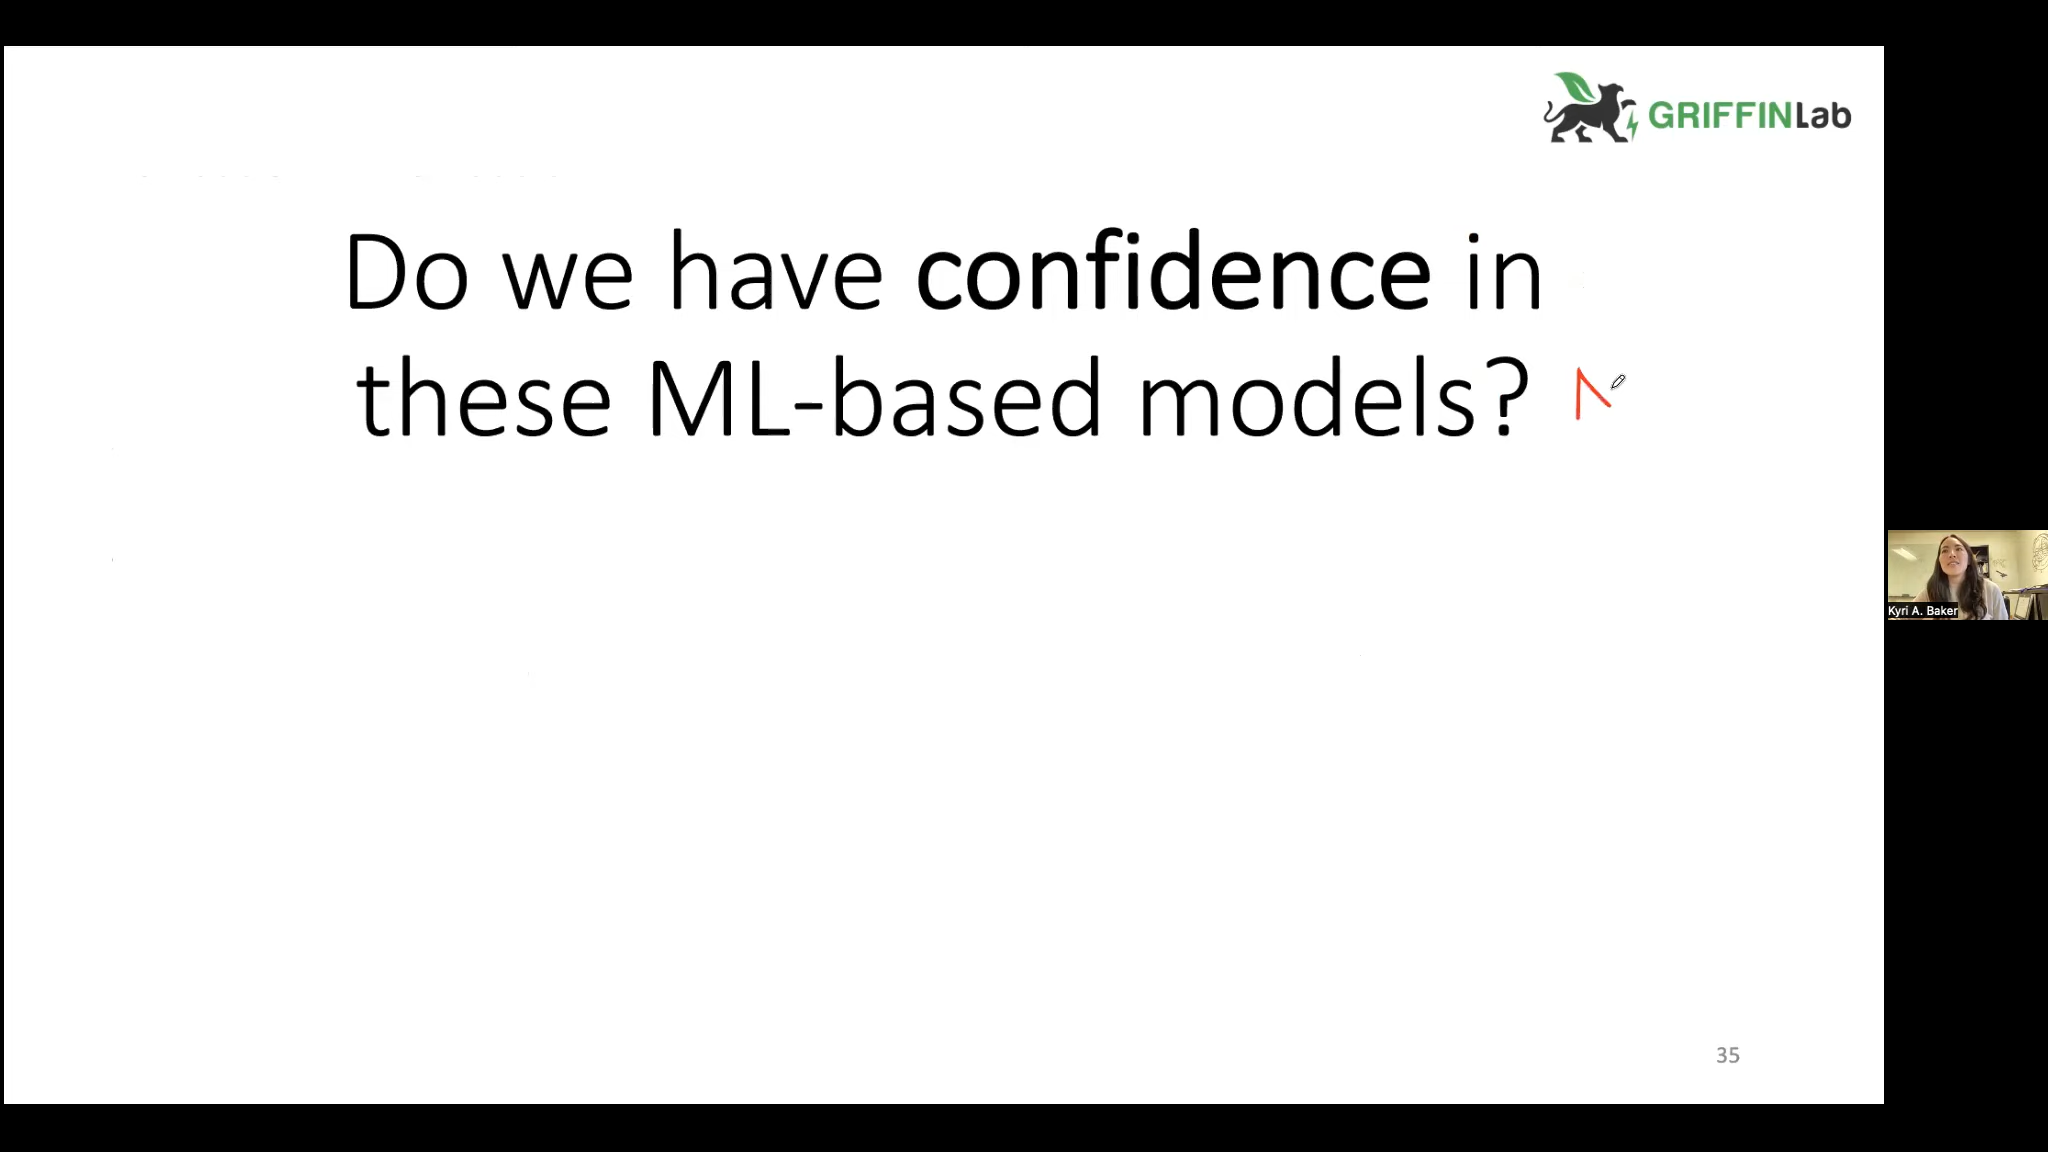 GRIFFINLab
Do we have confidence in
these ML-based models?
Kyri A. Baker
35